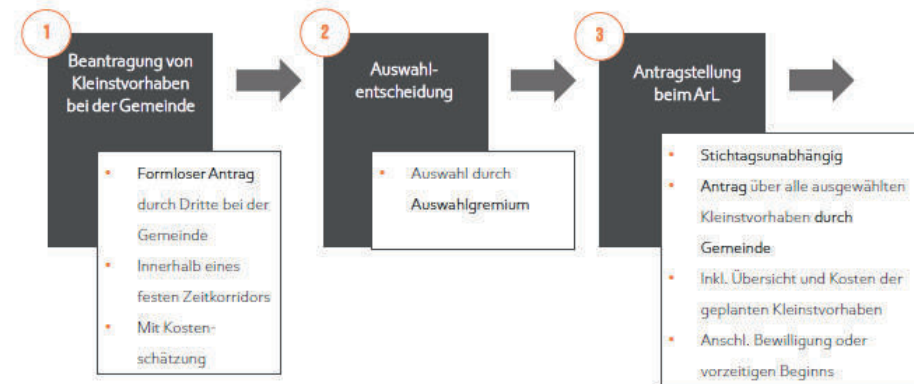 1
Beantragung von
Kleinstvorhaben
bei der Gemeinde
Formloser Antrag
durch Dritte bei der
Gemeinde
Innerhalb eines
festen Zeitkorridors
Mit Kosten-
schätzung
2
Auswahl-
entscheidung
Auswahl durch
Auswahlgremium
3
Antragstellung
beim ArL
Stichtagsunabhängig
Antrag über alle ausgewählten
Kleinstvorhaben durch
Gemeinde
Inkl. Übersicht und Kosten der
geplanten Kleinstvorhaben
Anschl. Bewilligung oder
vorzeitigen Beginns